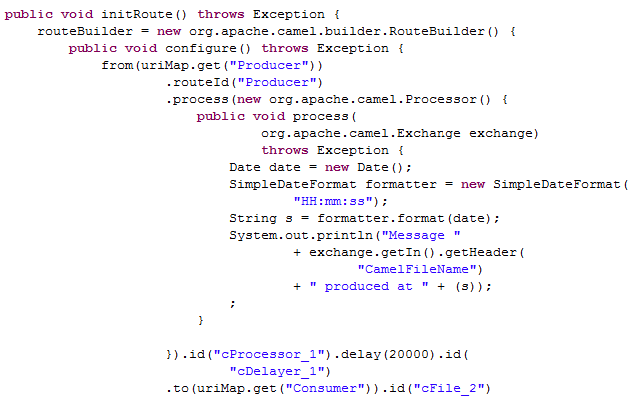 public void initRoute() throws Exception {
routeBuilder = new org.apache.camel.builder.RouteBuilder() {
public void configure() throws Exception {
from(uriMap.get("Producer"))
.routeId("Producer")
.process(new org.apache.camel.Processor() {
public void process(
org.apache.camel.Exchange exchange)
throws Exception {
Date date = new Date();
SimpleDateFormat formatter = new SimpleDateFormat(
"HH:mm:ss");
String s = formatter.format(date);
System.out.println("Message "
+ exchange.getIn().getHeader(
"CamelFileName")
+ " produced at " + (s));
;
}
}).id("cProcessor_1").delay(20000).id(
"cDelayer_1")
.to(uriMap.get("Consumer")).id("cFile_2")